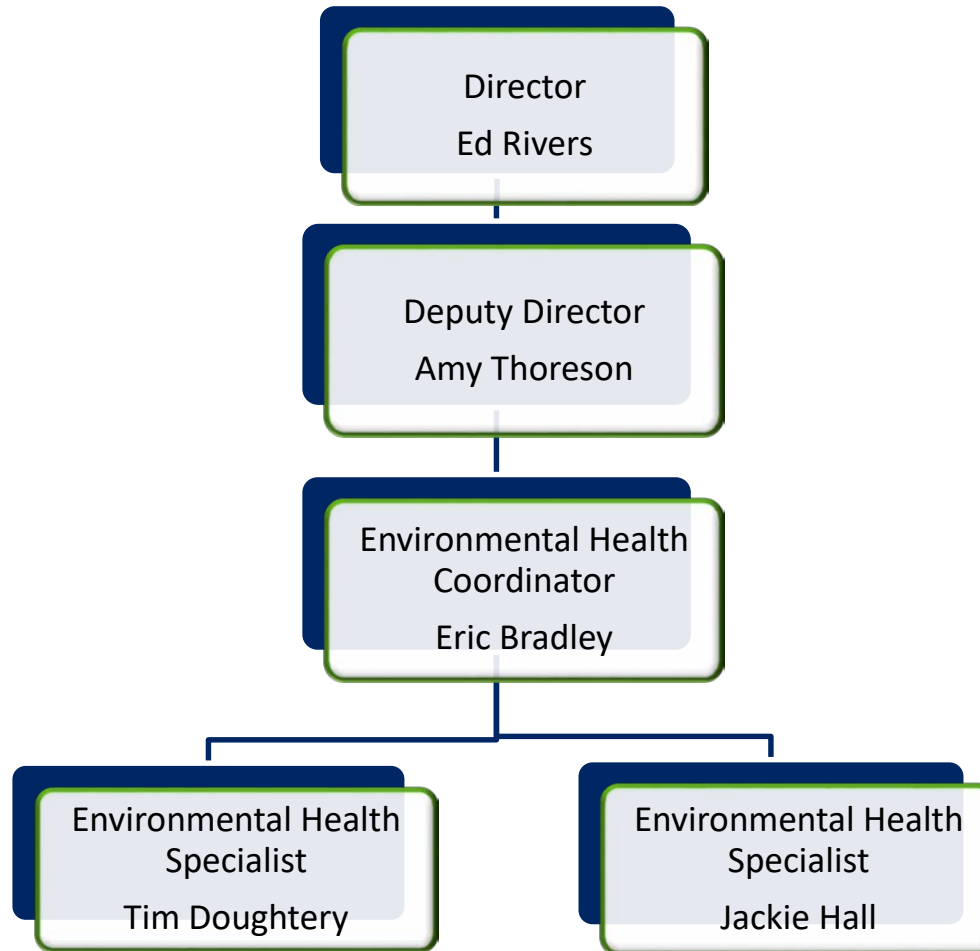 Director
Ed Rivers
Deputy Director
Amy Thoreson
Environmental Health
Coordinator
Eric Bradley
Environmental Health
Specialist
Tim Doughtery
Environmental Health
Specialist
Jackie Hall